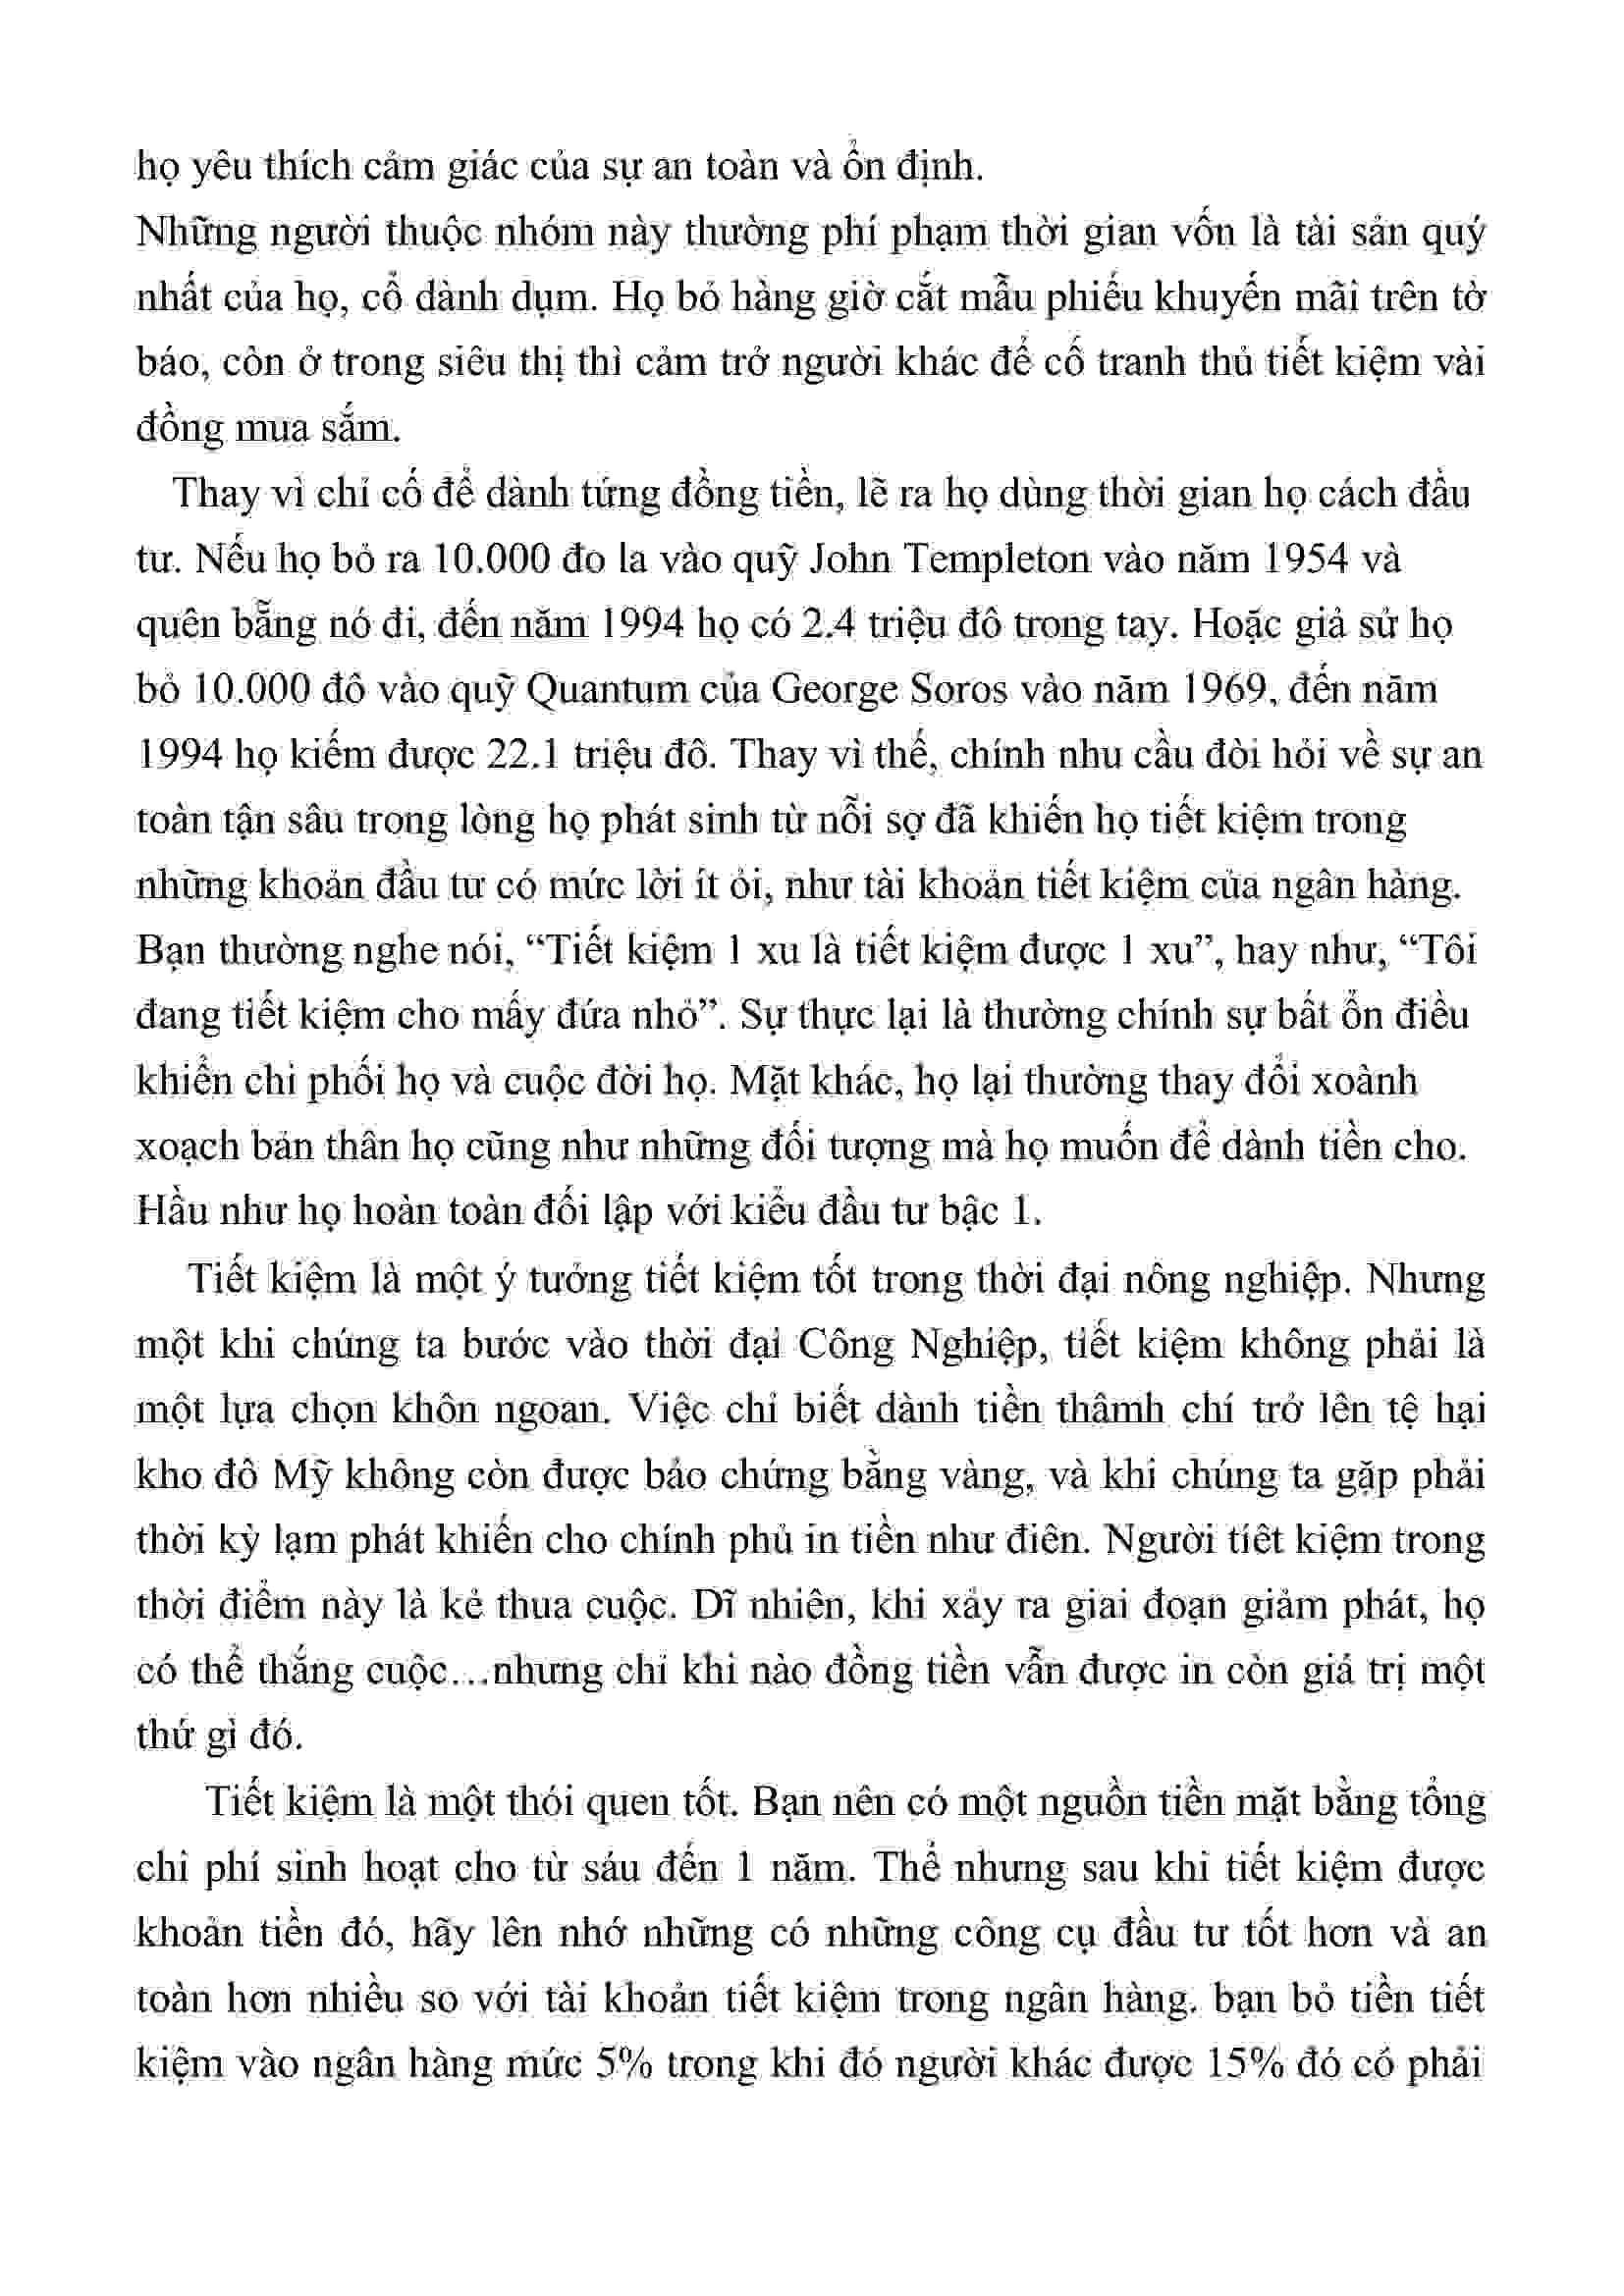 họ yêu thích cảm giác của sự an toàn và ổn định.
Những người thuộc nhóm này thường phí phạm thời gian vốn là tài sản quý
nhất của họ, cố dành dụm. Họ bỏ hàng giờ cắt mẫu phiếu khuyến mãi trên tờ
báo, còn ở trong siêu thị thì cảm trở người khác để cố tranh thủ tiết kiệm vài
đồng mua sắm.
Thay vì chỉ cố để dành từng đồng tiền, lẽ ra họ dùng thời gian họ cách đầu
tư. Nếu họ bỏ ra 10.000 đo la vào quỹ John Templeton vào năm 1954 và
quên bẵng nó đi, đến năm 1994 họ có 2.4 triệu đô trong tay. Hoặc giả sử họ
bỏ 10.000 đô vào quỹ Quantum của George Soros vào năm 1969, đến năm
1994 họ kiếm được 22.1 triệu đô. Thay vì thế, chính nhu cầu đòi hỏi về sự an
toàn tận sâu trong lòng họ phát sinh từ nỗi sợ đã khiến họ tiết kiệm trong
những khoản đầu tư có mức lời ít ỏi, như tài khoản tiết kiệm của ngân hàng.
Bạn thường nghe nói, “Tiết kiệm 1 xu là tiết kiệm được 1 xu”, hay như, “Tôi
đang tiết kiệm cho mấy đứa nhỏ”. Sự thực lại là thường chính sự bất ổn điều
khiển chi phối họ và cuộc đời họ. Mặt khác, họ lại thường thay đổi xoành
xoạch bản thân họ cũng như những đối tượng mà họ muốn để dành tiền cho.
Hầu như họ hoàn toàn đối lập với kiểu đầu tư bậc 1.
Tiết kiệm là một ý tưởng tiết kiệm tốt trong thời đại nông nghiệp. Nhưng
một khi chúng ta bước vào thời đại Công Nghiệp, tiết kiệm không phải là
một lựa chọn khôn ngoan. Việc chỉ biết dành tiền thâmh chí trở lên tệ hại
kho đô Mỹ không còn được bảo chứng bằng vàng, và khi chúng ta gặp phải
thời kỳ lạm phát khiến cho chính phủ in tiền như điên. Người tiêt kiệm trong
thời điểm này là kẻ thua cuộc. Dĩ nhiên, khi xảy ra giai đoạn giảm phát, họ
có thể thắng cuộc…nhưng chỉ khi nào đồng tiền vẫn được in còn giá trị một
thứ gì đó.
Tiết kiệm là một thói quen tốt. Bạn nên có một nguồn tiền mặt bằng tổng
chi phí sinh hoạt cho từ sáu đến 1 năm. Thể nhưng sau khi tiết kiệm được
khoản tiền đó, hãy lên nhớ những có những công cụ đầu tư tốt hơn và an
toàn hơn nhiều so với tài khoản tiết kiệm trong ngân hàng. bạn bỏ tiền tiết
kiệm vào ngân hàng mức 5% trong khi đó người khác được 15% đó có phải